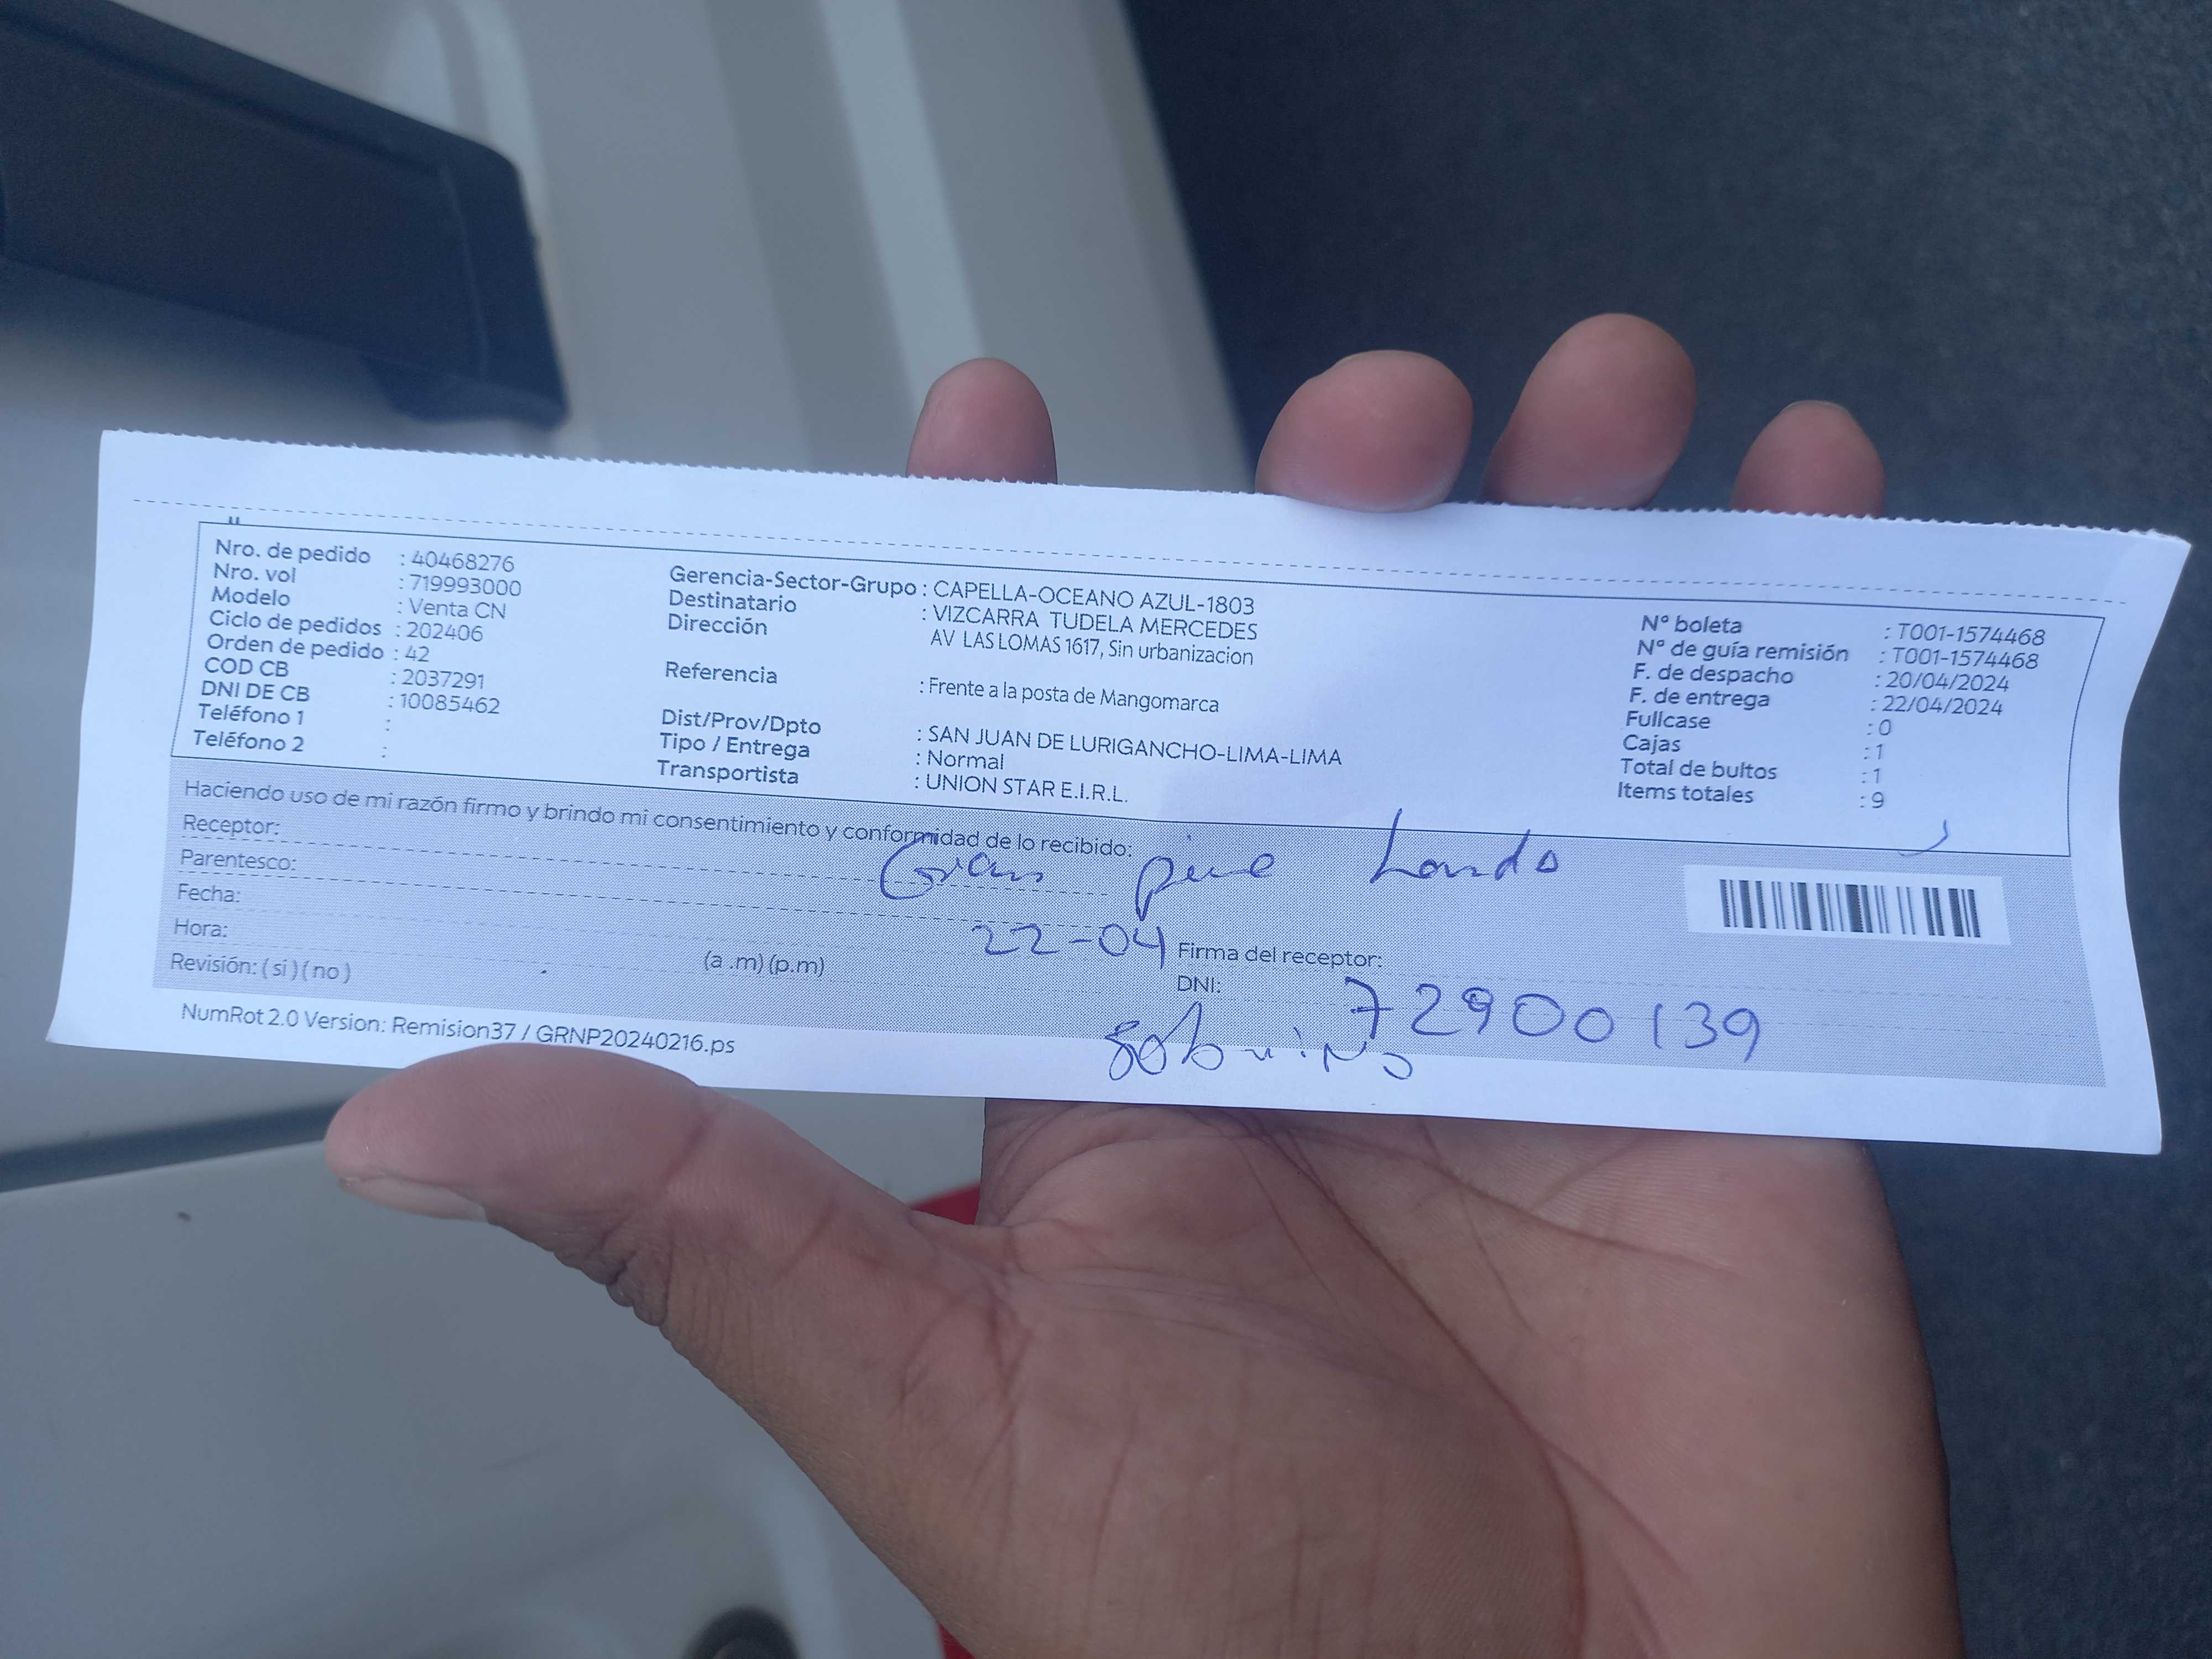 Nro. de pedido : 40468276
Nro. vol : 719993000
Modelo : Venta CN
Ciclo de pedidos : 202406
Orden de pedido : 42
COD CB : 2037291
DNI DE CB : 10085462
Teléfono 1 :
Teléfono 2 :
Gerencia-Sector-Grupo : CAPELLA-OCEANO AZUL-1803
Destinatario : VIZCARRA TUDELA MERCEDES
Dirección AV LAS LOMAS 1617, Sin urbanizacion
Referencia : Frente a la posta de Mangomarca
Dist/Prov/Dpto : SAN JUAN DE LURIGANCHO-LIMA-LIMA
Tipo / Entrega : Normal
Transportista : UNION STAR E.I.R.L.
N° boleta : T001-1574468
N° de guía remisión : T001-1574468
F. de despacho : 20/04/2024
F. de entrega : 22/04/2024
Fullcase : 0
Cajas : 1
Total de bultos : 1
Items totales : 9
Haciendo uso de mi razón firmo y brindo mi consentimiento y conformidad de lo recibido:
Receptor:
Parentesco:
Fecha: 22-04
Hora: (a .m) (p.m)
Revisión: ( si ) ( no )
Firma del receptor:
DNI: 72900139
sobrino
NumRot 2.0 Version: Remision37 / GRNP20240216.ps